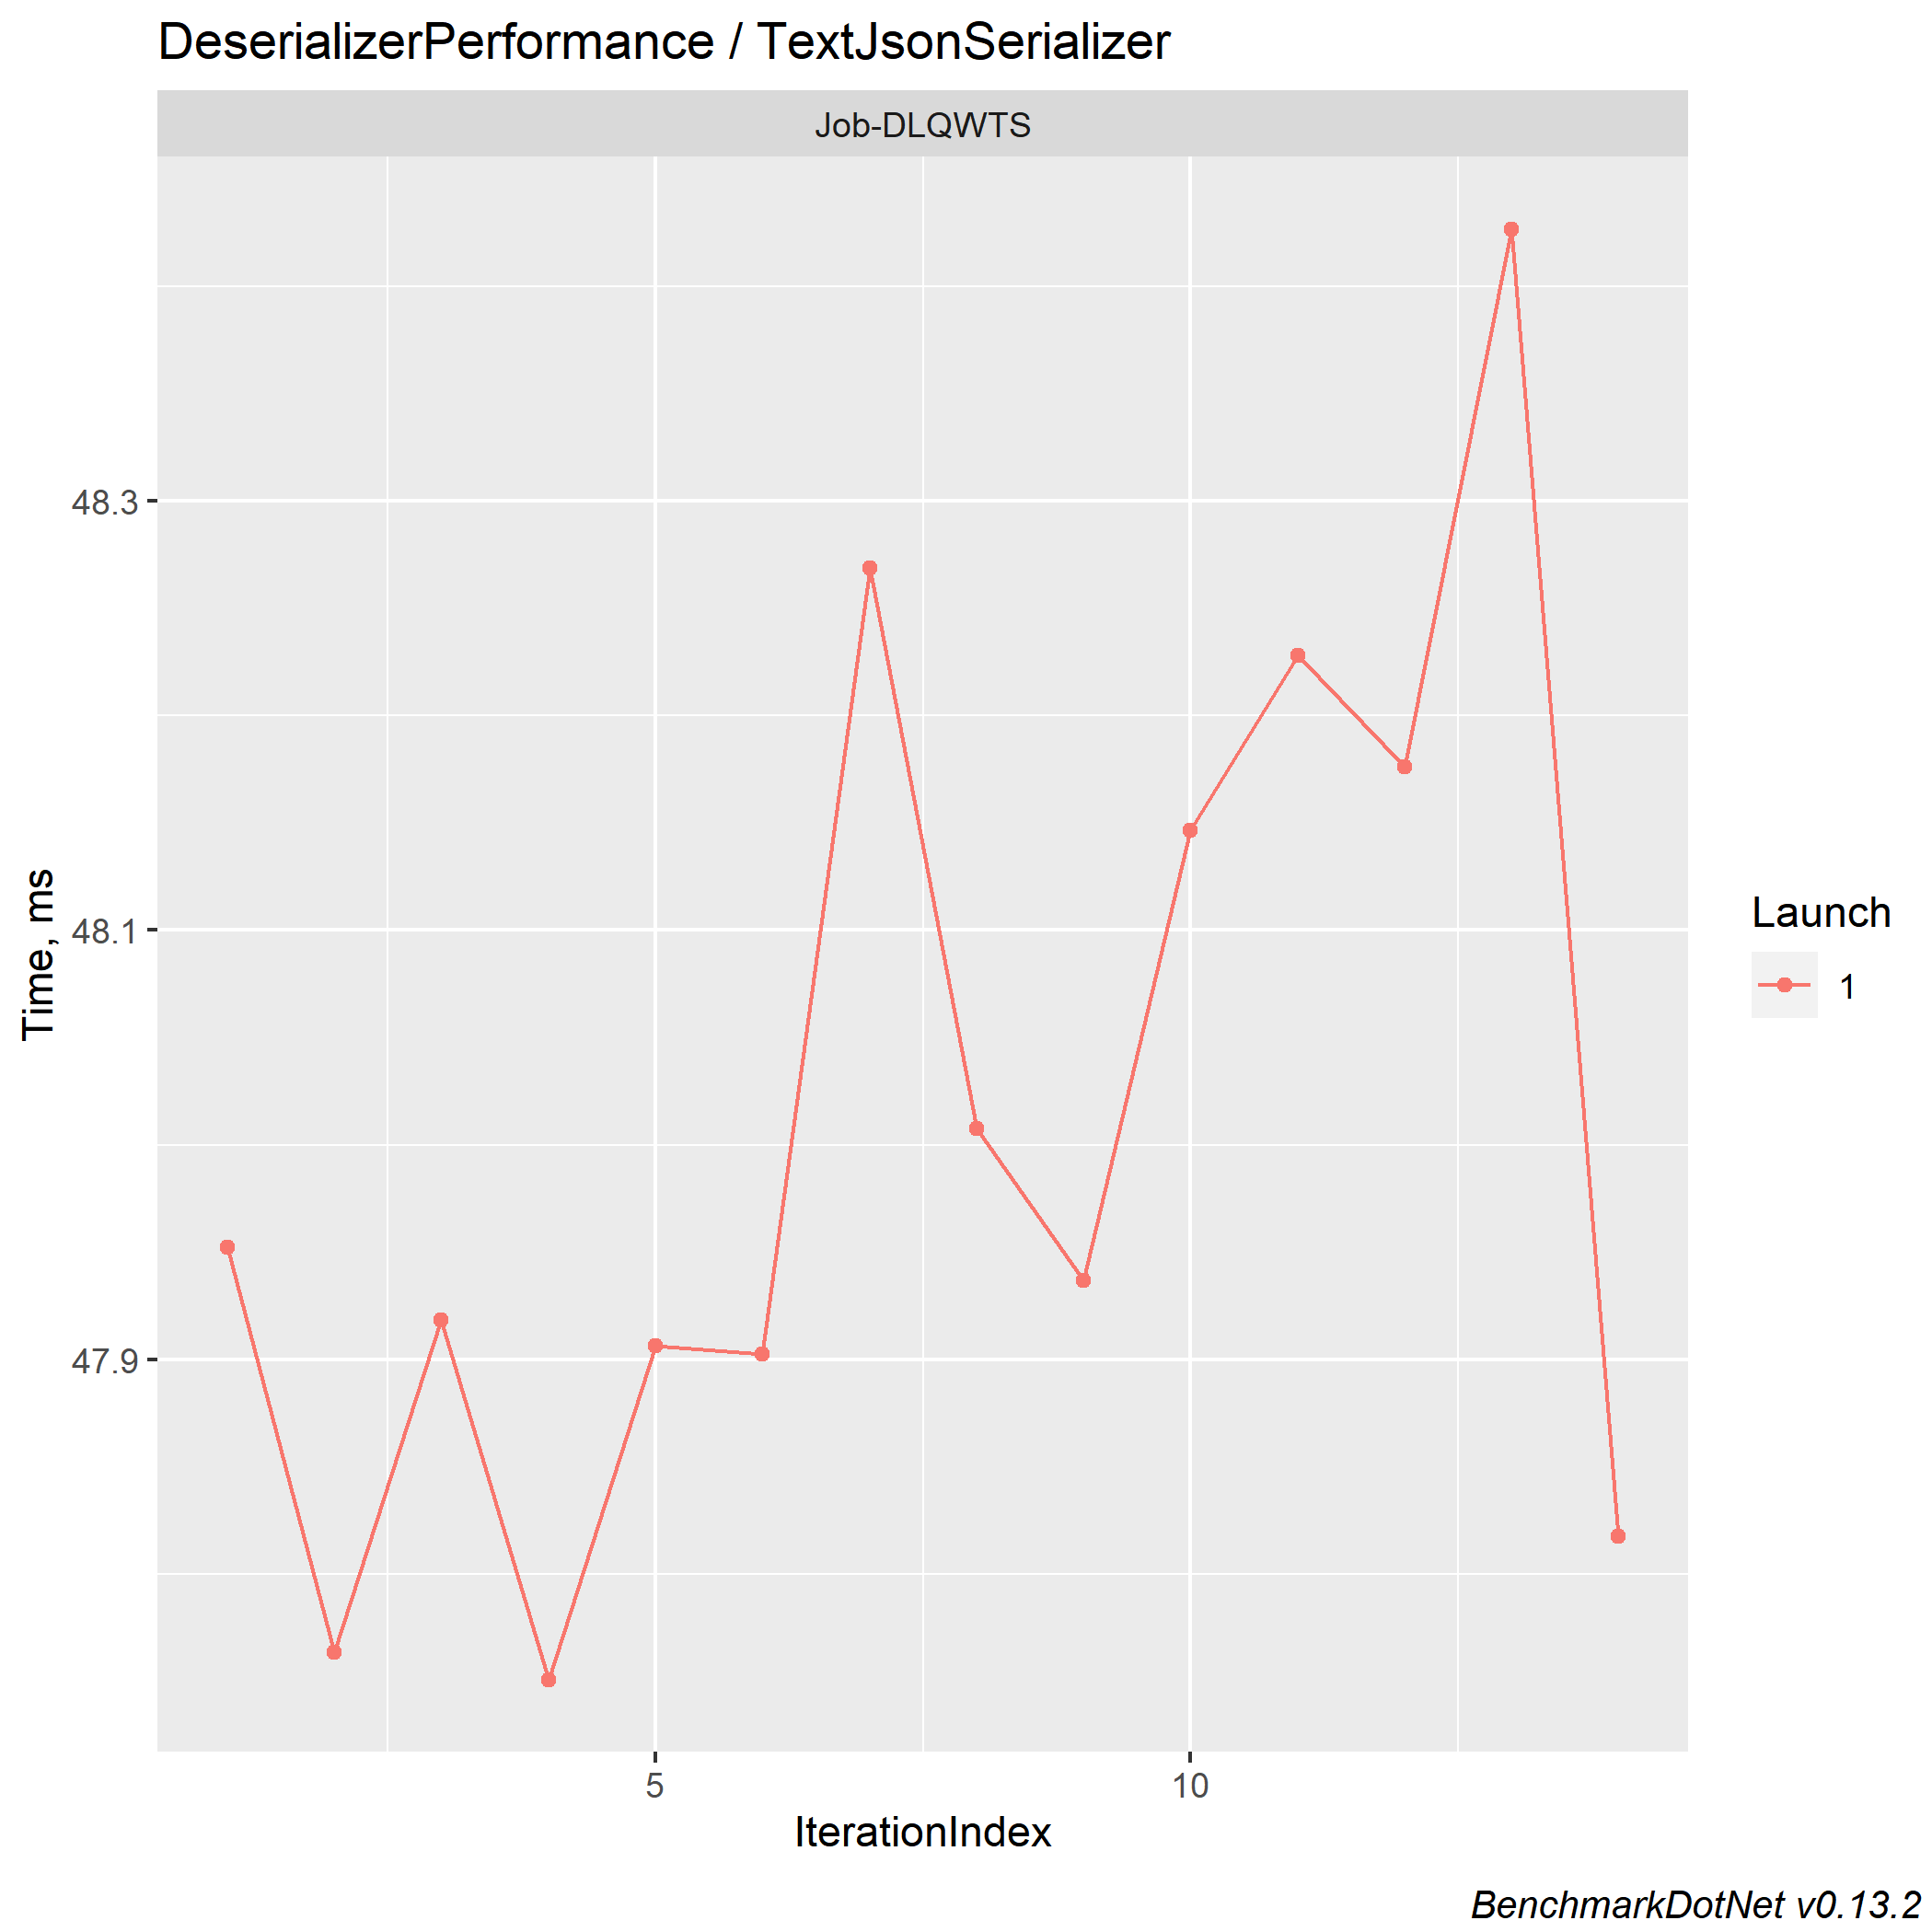 DeserializerPerformance / TextJsonSerializer
Job-DLQWTS
48.3
48.1
47.9
Time, ms
5
10
IterationIndex
Launch
1
BenchmarkDotNet v0.13.2